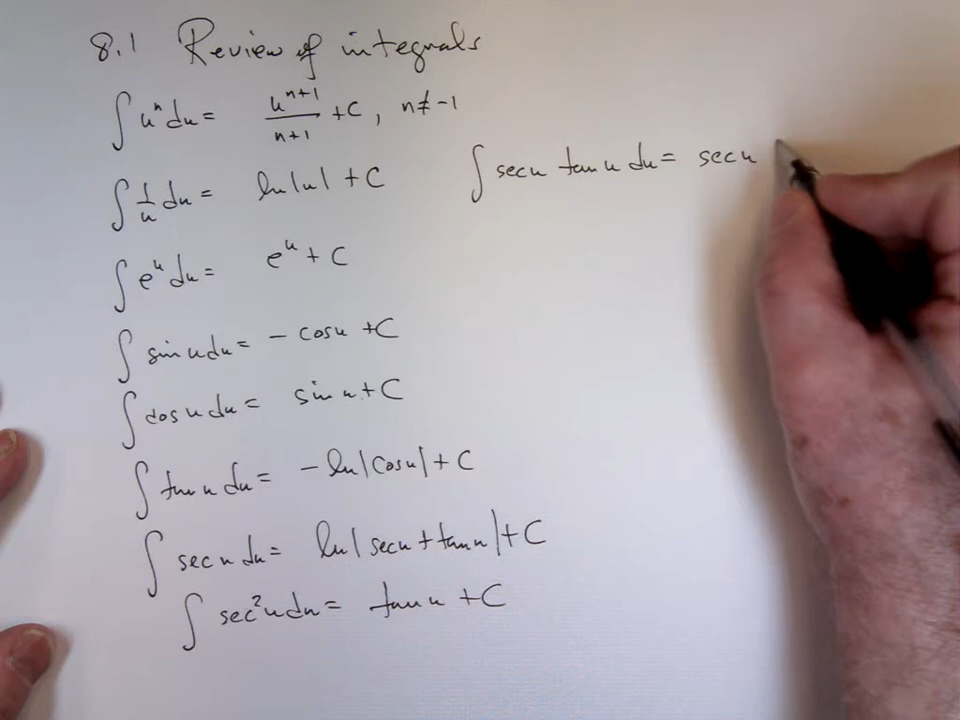 8.1 Review of integrals
∫ uⁿ du = uⁿ⁺¹/n+1 + C, n ≠ -1
∫ 1/u du = ln|u| + C
∫ eᵘ du = eᵘ + C
∫ sin u du = - cos u + C
∫ cos u du = sin u + C
∫ tan u du = - ln|cos u| + C
∫ sec u du = ln|sec u + tan u| + C
∫ sec² u du = tan u + C
∫ sec u tan u du = sec u